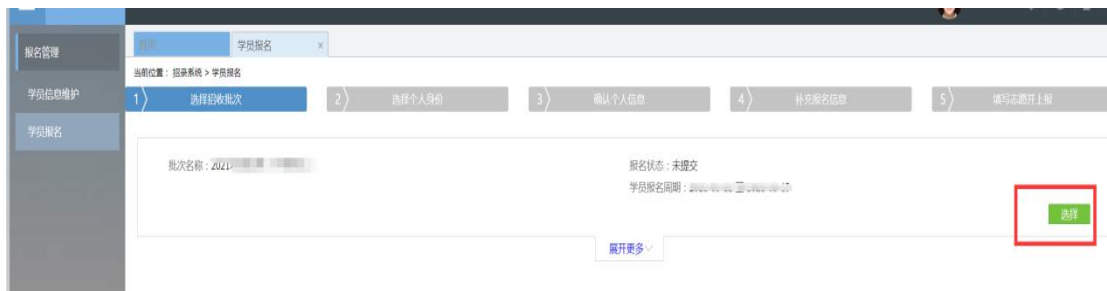 报名管理
学员报名 ×
当前位置：招录系统 > 学员报名
学员信息维护
1 选择招收批次 2 选择个人身份 3 确认个人信息 4 补充报名信息 5 填写志愿并上报
学员报名
批次名称：2021 报名状态：未提交
学员报名周期： 至
选择
展开更多